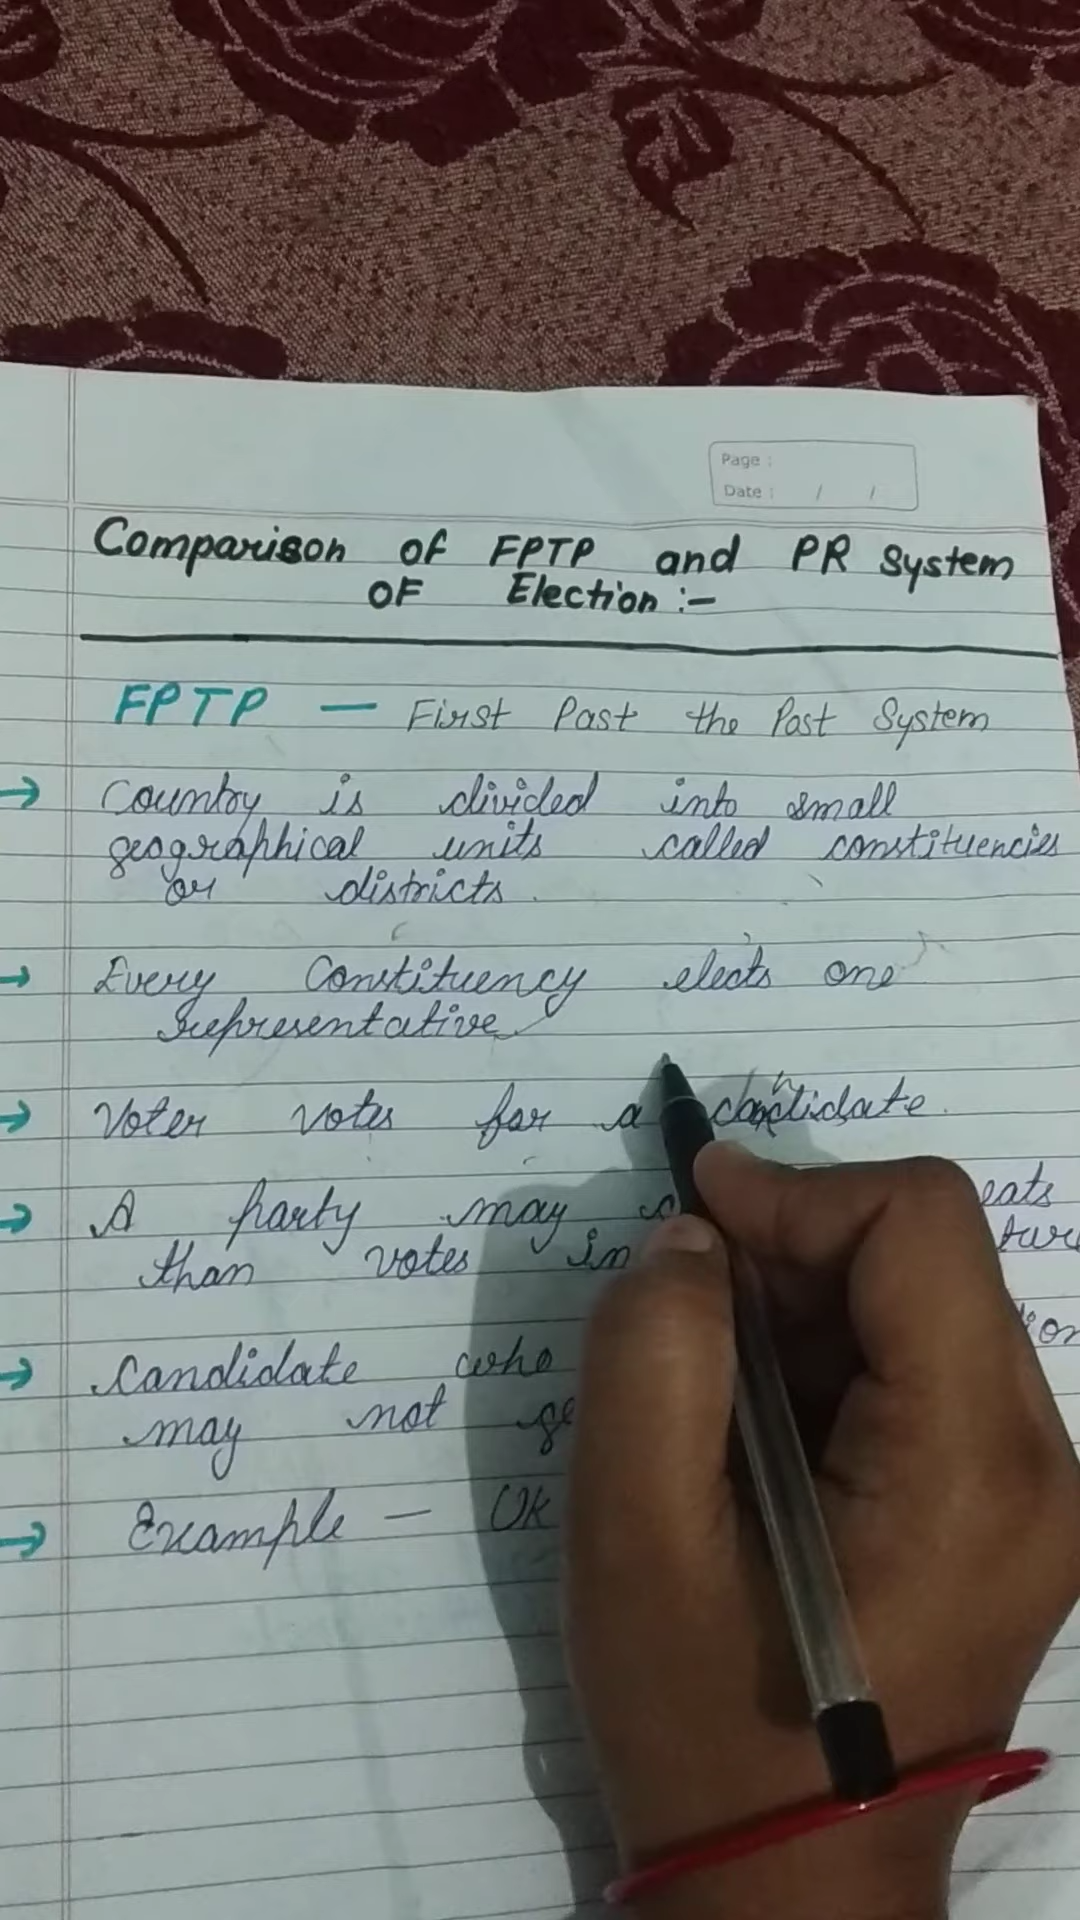 Page :
Date : / /
Comparison OF FPTP and PR System
OF Election :-
FPTP — First Past the Post System
→ Country is divided into small
geographical units called constituencies
or districts.
→ Every Constituency elects one
representative
→ Voter votes for a candidate.
→ A party may eats
than votes in
→ Candidate who
may not
→ Example — UK